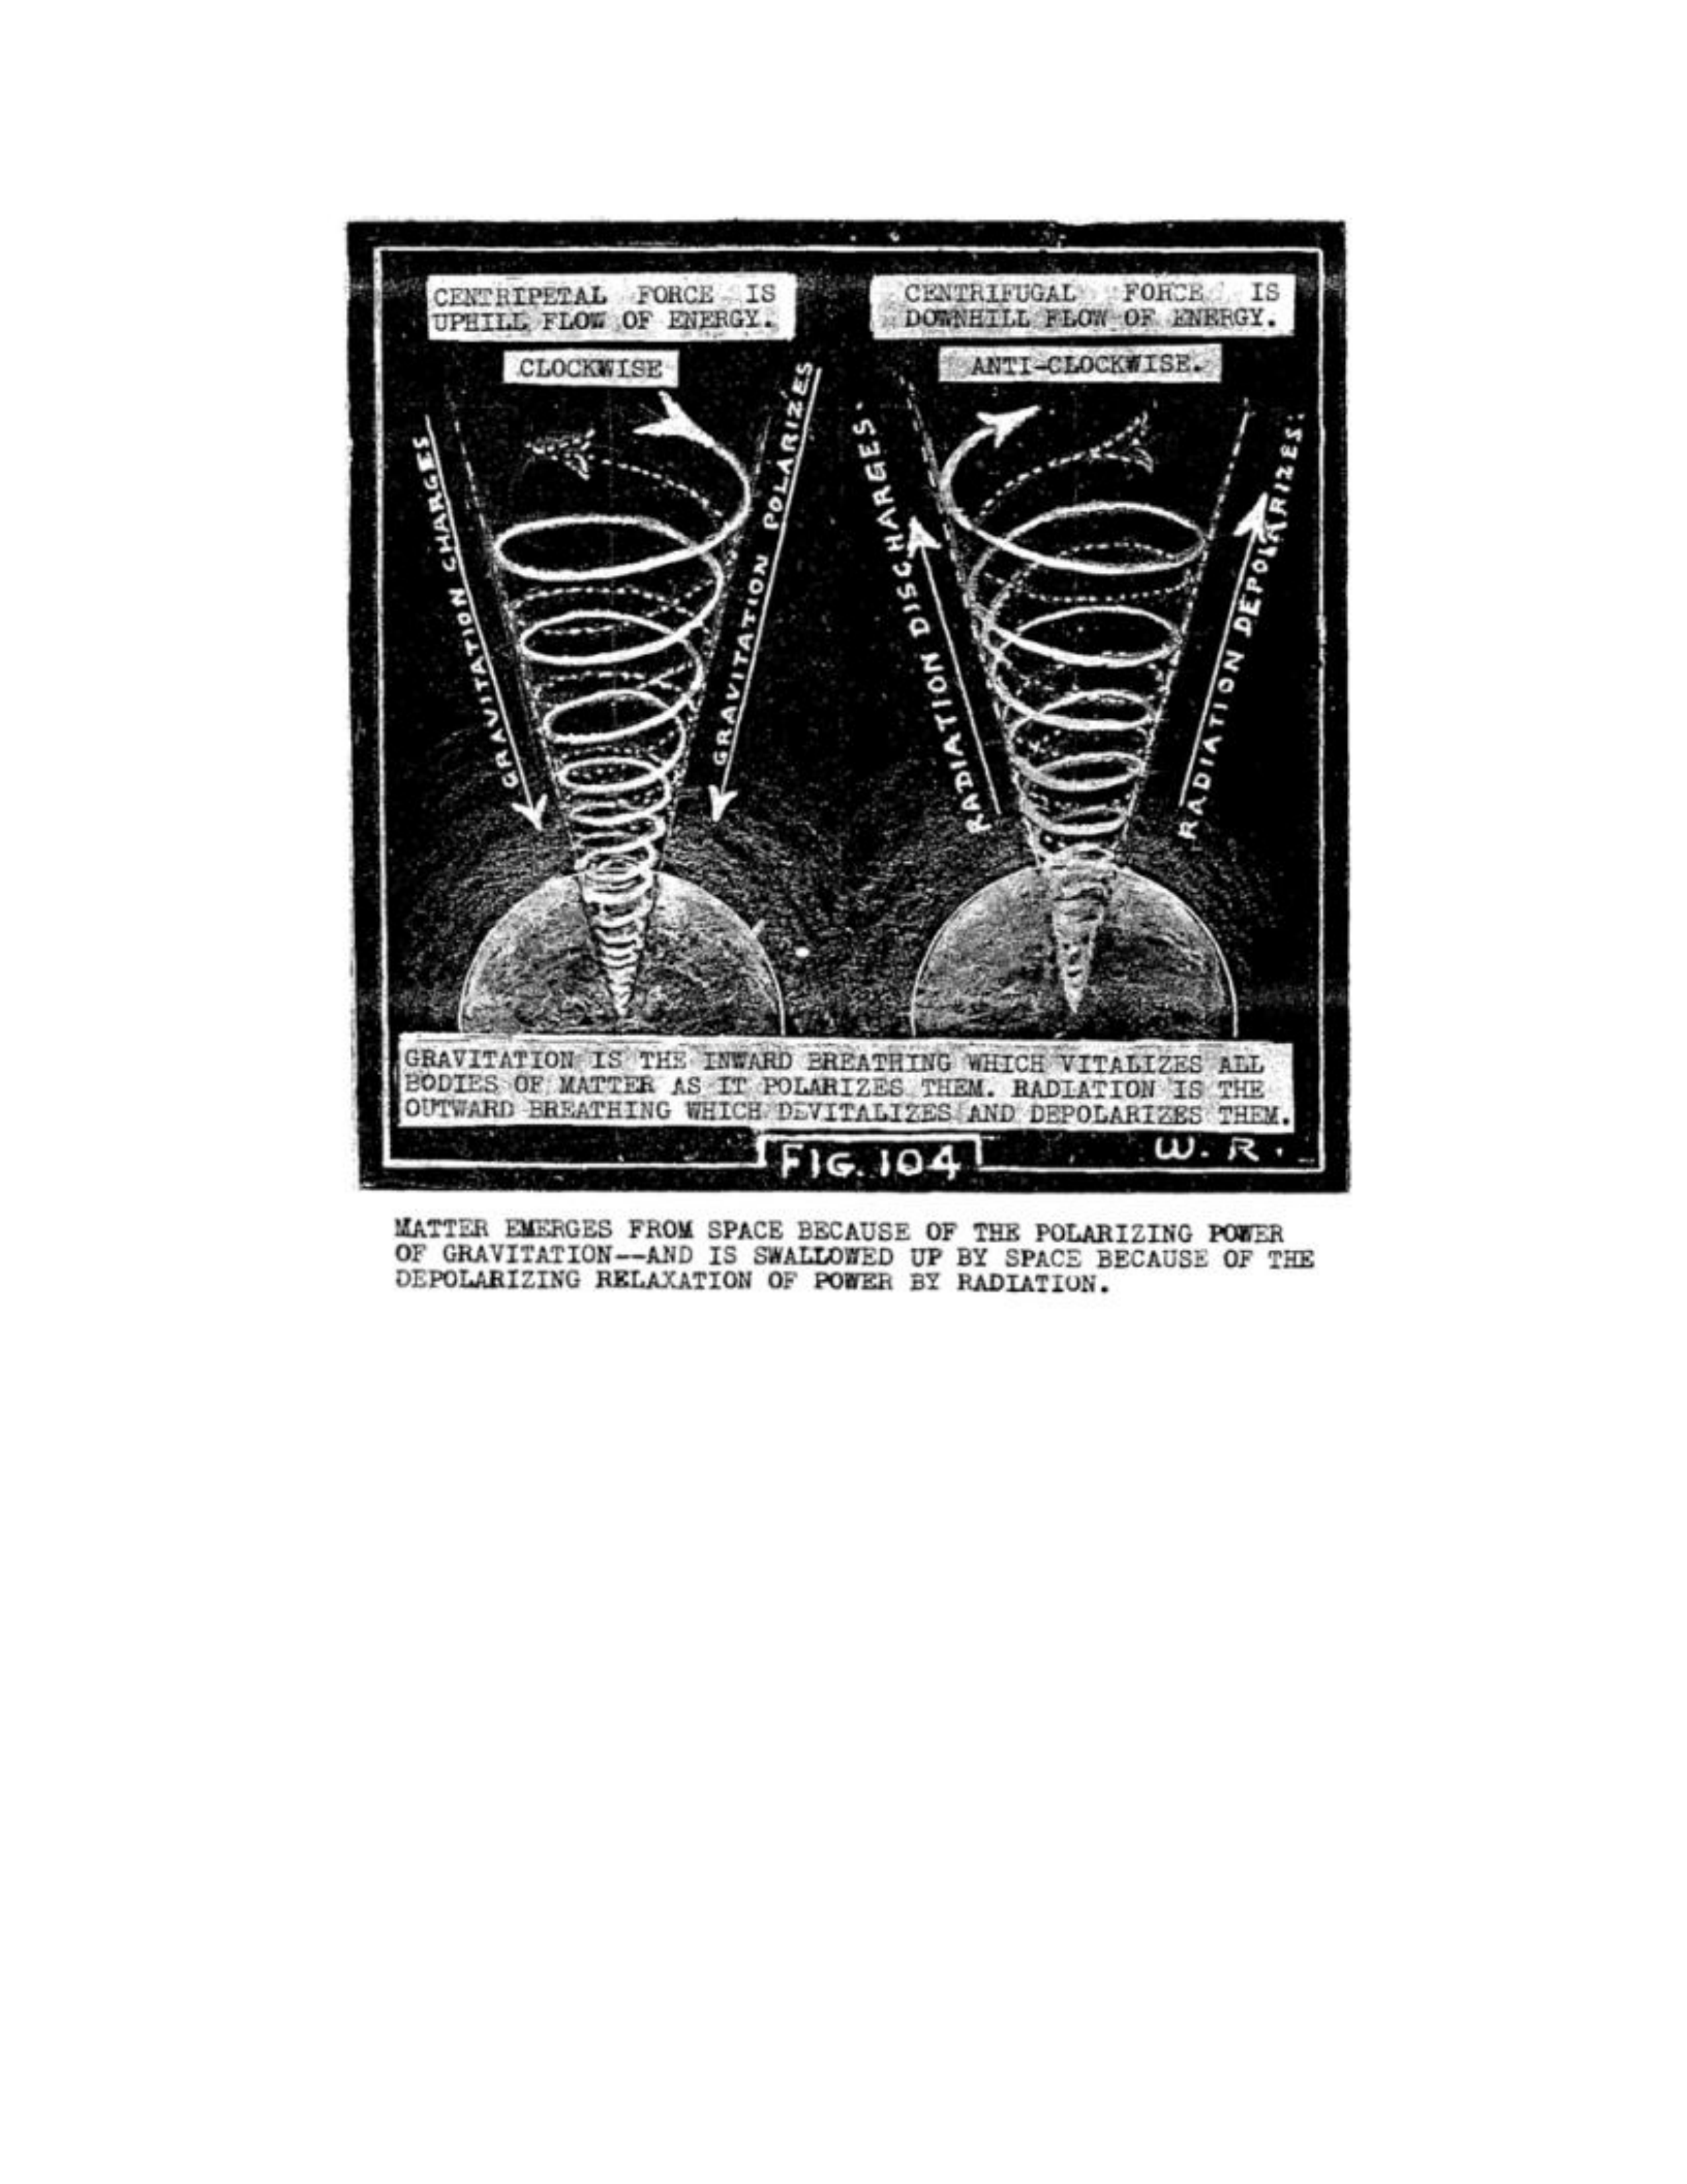 CENTRIPETAL FORCE IS
UPHILL FLOW OF ENERGY.
CLOCKWISE
GRAVITATION CHARGES
GRAVITATION POLARIZES
CENTRIFUGAL FORCE IS
DOWNHILL FLOW OF ENERGY.
ANTI-CLOCKWISE.
RADIATION DISCHARGES.
RADIATION DEPOLARIZES:
GRAVITATION IS THE INWARD BREATHING WHICH VITALIZES ALL
BODIES OF MATTER AS IT POLARIZES THEM. RADIATION IS THE
OUTWARD BREATHING WHICH DEVITALIZES AND DEPOLARIZES THEM.
FIG. 104
W. R.
MATTER EMERGES FROM SPACE BECAUSE OF THE POLARIZING POWER
OF GRAVITATION--AND IS SWALLOWED UP BY SPACE BECAUSE OF THE
DEPOLARIZING RELAXATION OF POWER BY RADIATION.